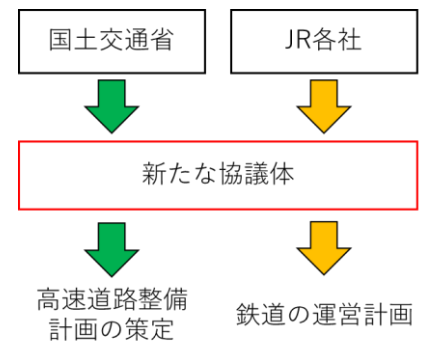 国土交通省
JR各社
新たな協議体
高速道路整備
計画の策定
鉄道の運営計画